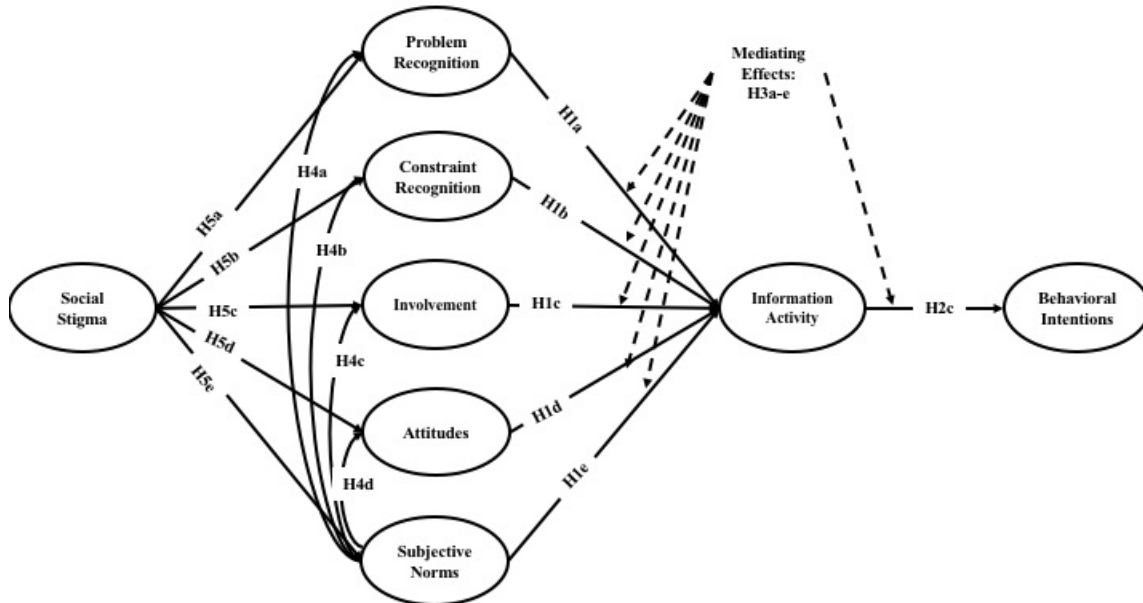 Problem
Recognition
Mediating
Effects:
H3a-e
H1a
H4a
Constraint
Recognition
H5a
H1b
H4b
H5b
Social
Stigma
H5c
Involvement
H1c
Information
Activity
H2c
Behavioral
Intentions
H5d
H4c
H5e
Attitudes
H1d
H4d
H1e
Subjective
Norms